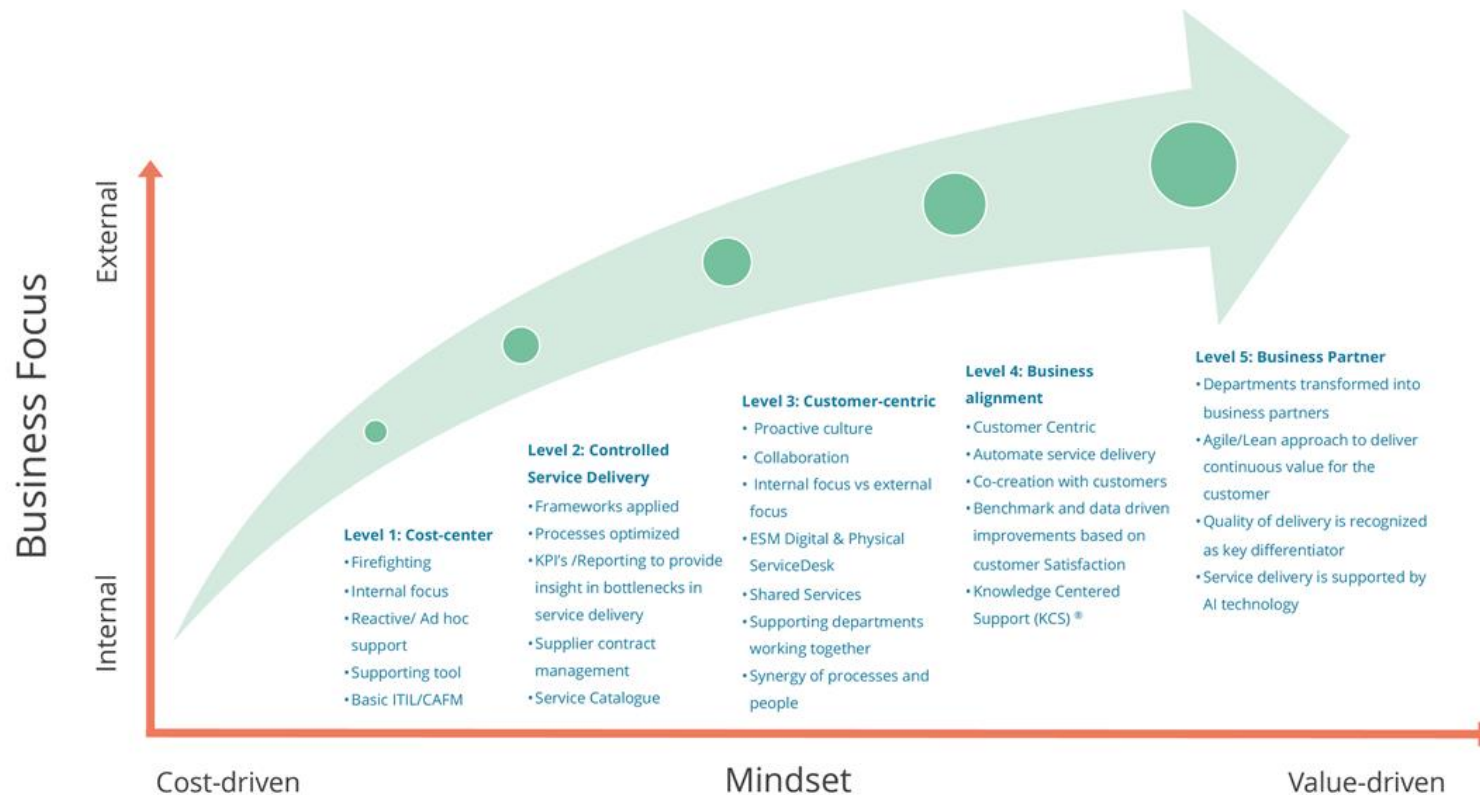 Business Focus
External
Internal
Level 1: Cost-center
•Firefighting
•Internal focus
•Reactive/ Ad hoc
support
•Supporting tool
•Basic ITIL/CAFM
Level 2: Controlled
Service Delivery
•Frameworks applied
•Processes optimized
•KPI's /Reporting to provide
insight in bottlenecks in
service delivery
•Supplier contract
management
•Service Catalogue
Level 3: Customer-centric
• Proactive culture
• Collaboration
• Internal focus vs external
focus
•ESM Digital & Physical
ServiceDesk
•Shared Services
•Supporting departments
working together
•Synergy of processes and
people
Level 4: Business
alignment
•Customer Centric
•Automate service delivery
•Co-creation with customers
•Benchmark and data driven
improvements based on
customer Satisfaction
•Knowledge Centered
Support (KCS) ®
Level 5: Business Partner
•Departments transformed into
business partners
•Agile/Lean approach to deliver
continuous value for the
customer
•Quality of delivery is recognized
as key differentiator
•Service delivery is supported by
AI technology
Cost-driven
Mindset
Value-driven